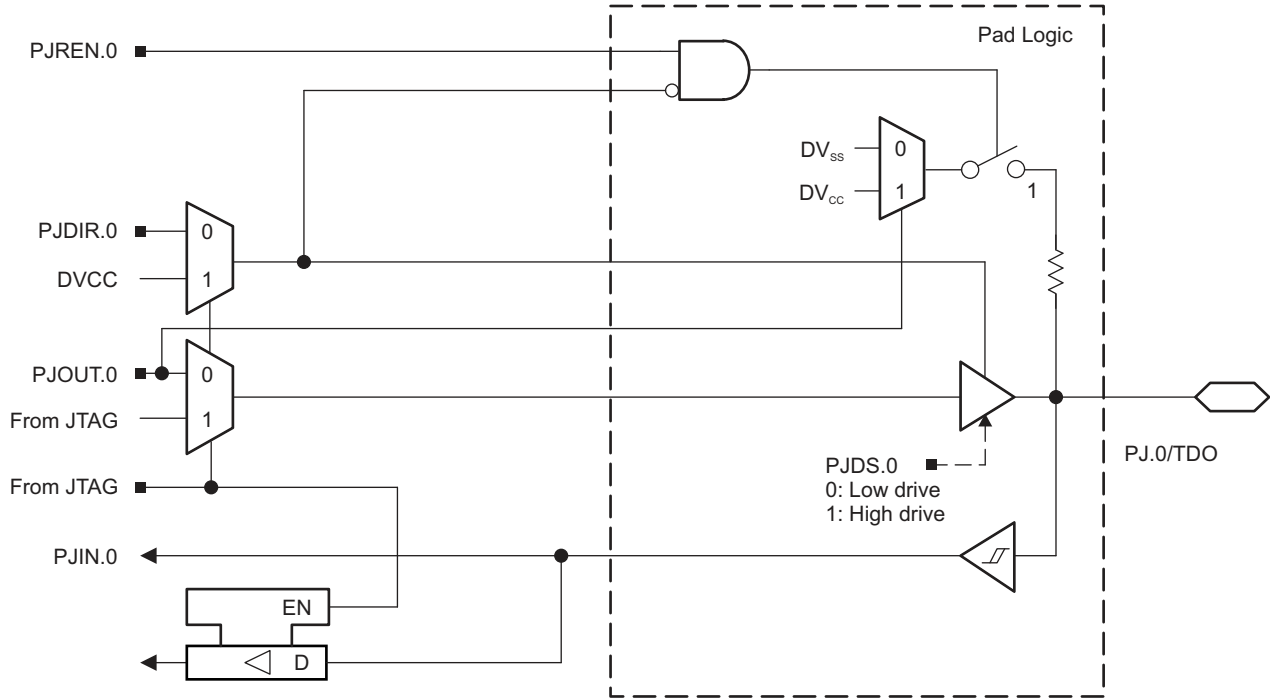 Pad Logic
PJREN.0
DVSS
0
DVCC
1
1
PJDIR.0
0
DVCC
1
PJOUT.0
0
From JTAG
1
PJ.0/TDO
PJDS.0
0: Low drive
1: High drive
From JTAG
PJIN.0
EN
D